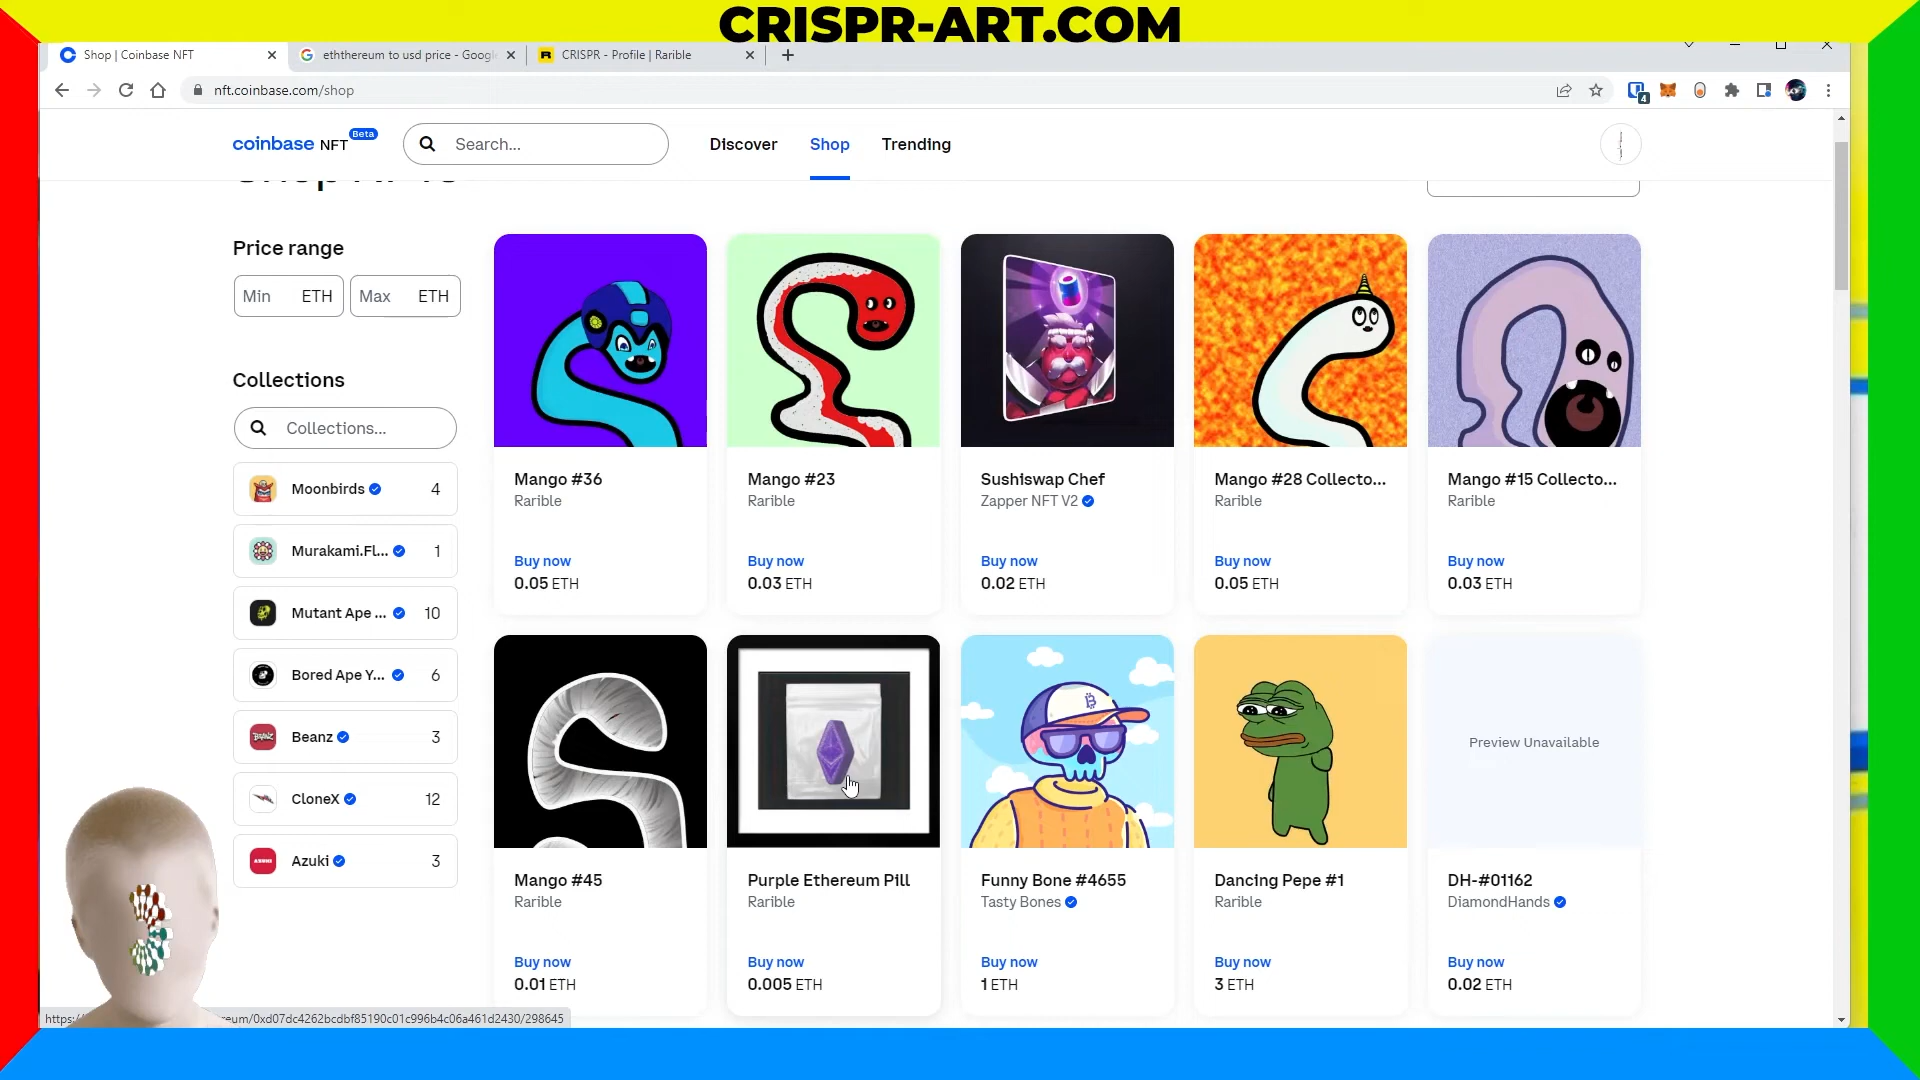 CRISPR-ART.COM
Shop | Coinbase NFT
eththereum to usd price - Google
CRISPR - Profile | Rarible
nft.coinbase.com/shop
4
coinbase NFT Beta
Search...
Discover
Shop
Trending
Price range
Min ETH
Max ETH
Collections
Collections...
Moonbirds 4
Murakami.Fl... 1
Mutant Ape ... 10
Bored Ape Y... 6
Beanz 3
CloneX 12
Azuki 3
Mango #36
Rarible
Buy now
0.05 ETH
Mango #23
Rarible
Buy now
0.03 ETH
Sushiswap Chef
Zapper NFT V2
Buy now
0.02 ETH
Mango #28 Collecto...
Rarible
Buy now
0.05 ETH
Mango #15 Collecto...
Rarible
Buy now
0.03 ETH
Mango #45
Rarible
Buy now
0.01 ETH
Purple Ethereum Pill
Rarible
Buy now
0.005 ETH
Funny Bone #4655
Tasty Bones
Buy now
1 ETH
Dancing Pepe #1
Rarible
Buy now
3 ETH
Preview Unavailable
DH-#01162
DiamondHands
Buy now
0.02 ETH
https:/ reum/0xd07dc4262bcdbf85190c01c996b4c06a461d2430/298645